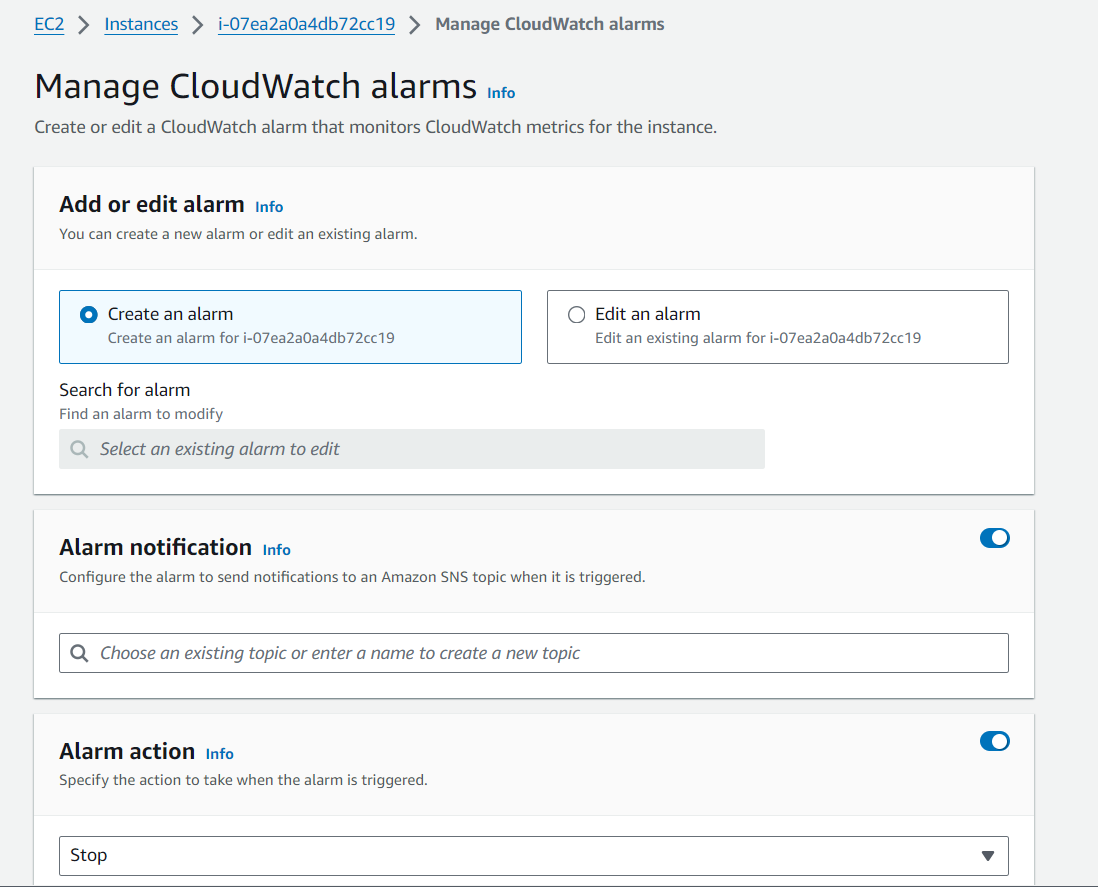 EC2 > Instances > i-07ea2a0a4db72cc19 > Manage CloudWatch alarms
Manage CloudWatch alarms Info
Create or edit a CloudWatch alarm that monitors CloudWatch metrics for the instance.
Add or edit alarm Info
You can create a new alarm or edit an existing alarm.
Create an alarm
Create an alarm for i-07ea2a0a4db72cc19
Edit an alarm
Edit an existing alarm for i-07ea2a0a4db72cc19
Search for alarm
Find an alarm to modify
Select an existing alarm to edit
Alarm notification Info
Configure the alarm to send notifications to an Amazon SNS topic when it is triggered.
Choose an existing topic or enter a name to create a new topic
Alarm action Info
Specify the action to take when the alarm is triggered.
Stop